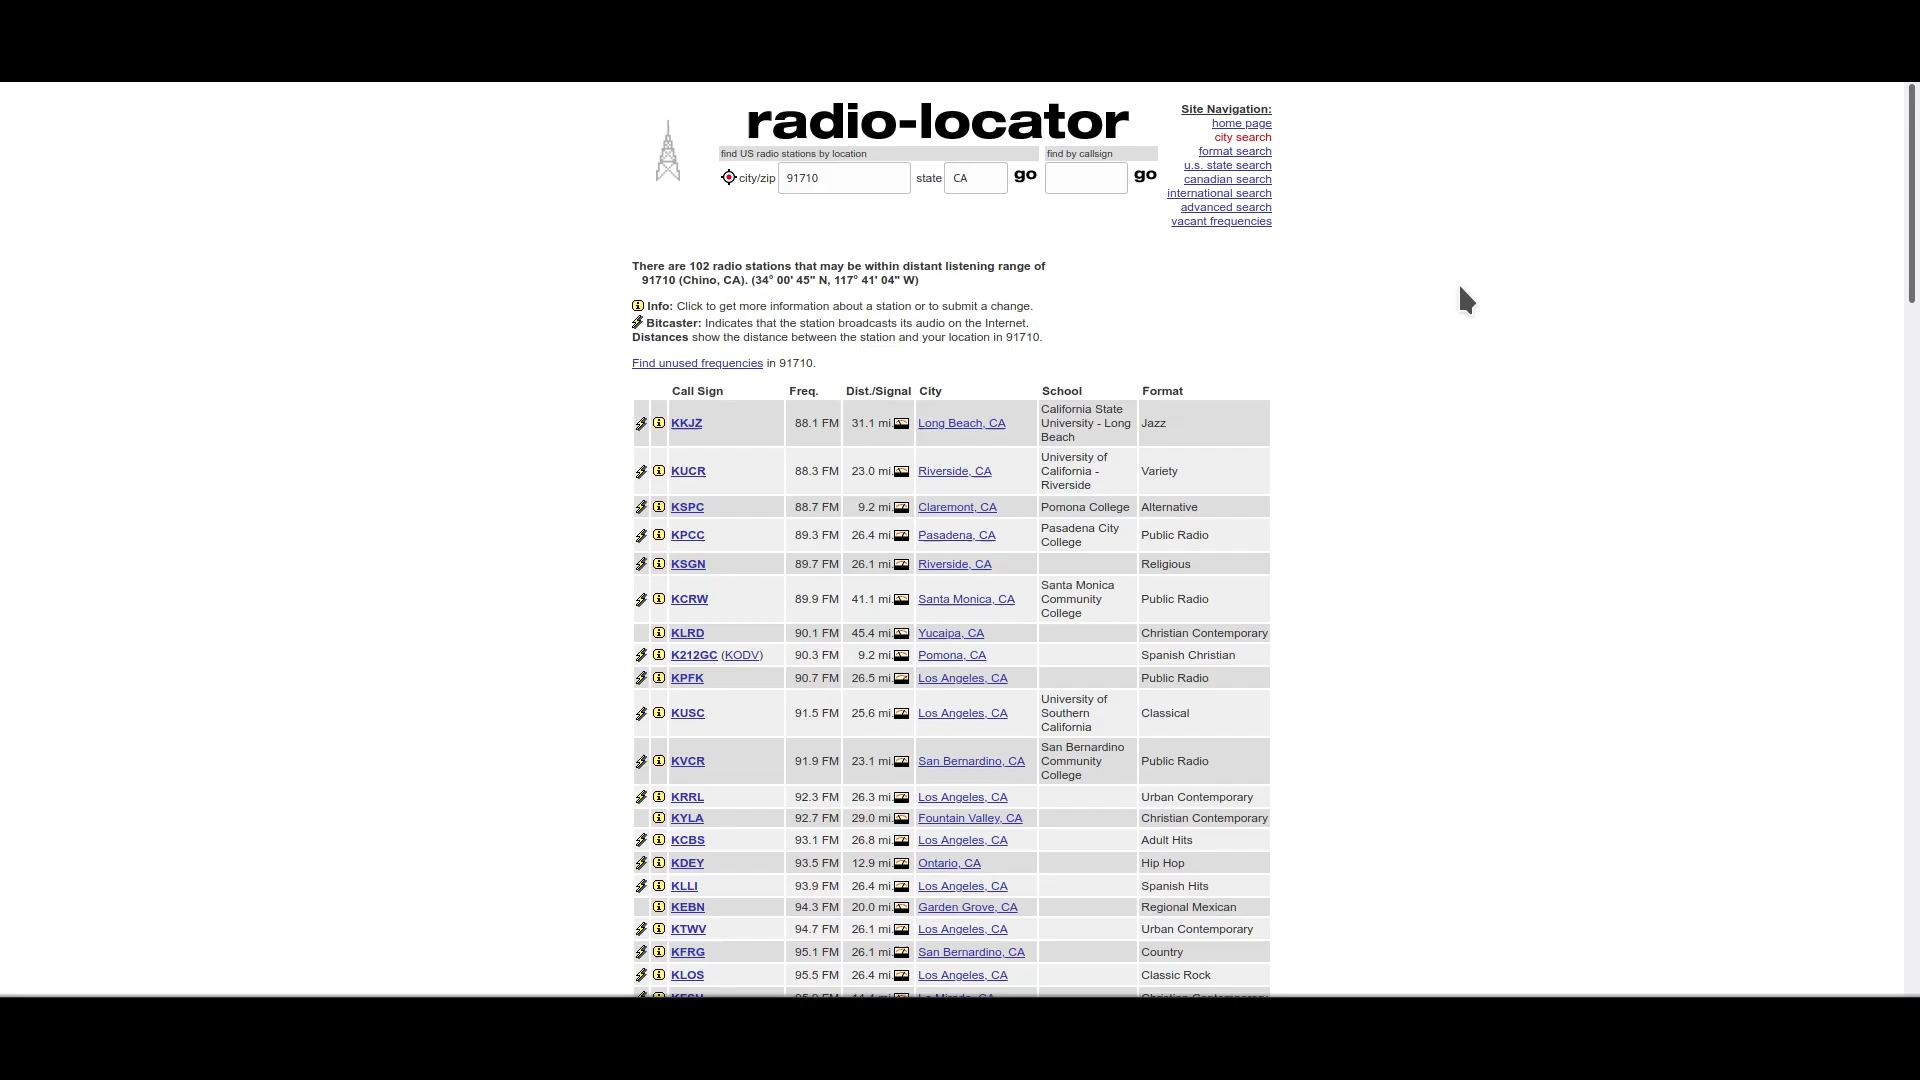 radio-locator
find US radio stations by location
find by callsign
city/zip 91710 state CA go go
Site Navigation:
home page
city search
format search
u.s. state search
canadian search
international search
advanced search
vacant frequencies
There are 102 radio stations that may be within distant listening range of
91710 (Chino, CA). (34° 00' 45" N, 117° 41' 04" W)
Info: Click to get more information about a station or to submit a change.
Bitcaster: Indicates that the station broadcasts its audio on the Internet.
Distances show the distance between the station and your location in 91710.
Find unused frequencies in 91710.
Call Sign Freq. Dist./Signal City School Format
KKJZ 88.1 FM 31.1 mi. Long Beach, CA California State University - Long Beach Jazz
KUCR 88.3 FM 23.0 mi. Riverside, CA University of California - Riverside Variety
KSPC 88.7 FM 9.2 mi. Claremont, CA Pomona College Alternative
KPCC 89.3 FM 26.4 mi. Pasadena, CA Pasadena City College Public Radio
KSGN 89.7 FM 26.1 mi. Riverside, CA Religious
KCRW 89.9 FM 41.1 mi. Santa Monica, CA Santa Monica Community College Public Radio
KLRD 90.1 FM 45.4 mi. Yucaipa, CA Christian Contemporary
K212GC (KODV) 90.3 FM 9.2 mi. Pomona, CA Spanish Christian
KPFK 90.7 FM 26.5 mi. Los Angeles, CA Public Radio
KUSC 91.5 FM 25.6 mi. Los Angeles, CA University of Southern California Classical
KVCR 91.9 FM 23.1 mi. San Bernardino, CA San Bernardino Community College Public Radio
KRRL 92.3 FM 26.3 mi. Los Angeles, CA Urban Contemporary
KYLA 92.7 FM 29.0 mi. Fountain Valley, CA Christian Contemporary
KCBS 93.1 FM 26.8 mi. Los Angeles, CA Adult Hits
KDEY 93.5 FM 12.9 mi. Ontario, CA Hip Hop
KLLI 93.9 FM 26.4 mi. Los Angeles, CA Spanish Hits
KEBN 94.3 FM 20.0 mi. Garden Grove, CA Regional Mexican
KTWV 94.7 FM 26.1 mi. Los Angeles, CA Urban Contemporary
KFRG 95.1 FM 26.1 mi. San Bernardino, CA Country
KLOS 95.5 FM 26.4 mi. Los Angeles, CA Classic Rock